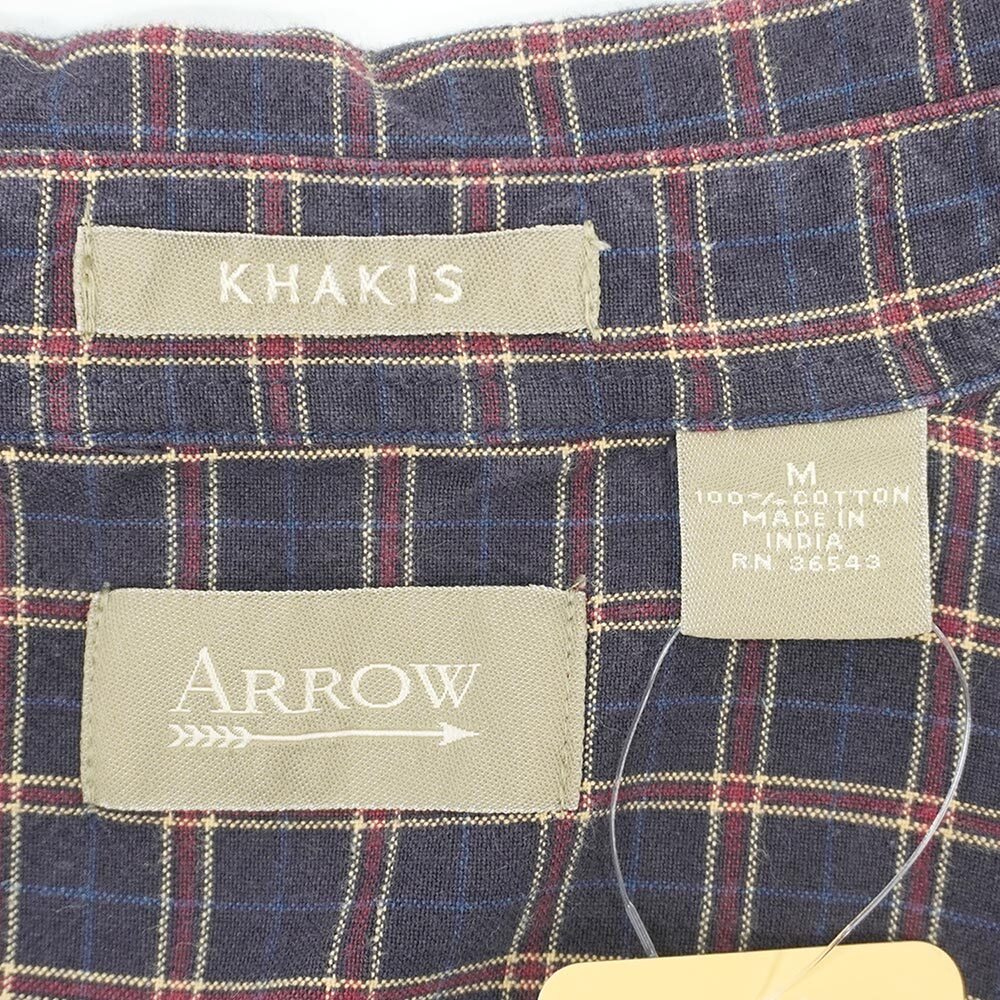 KHAKIS
M
100% COTTON
MADE IN
INDIA
RN 36543
ARROW